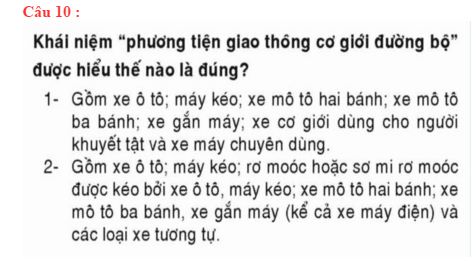 Câu 10 :
Khái niệm “phương tiện giao thông cơ giới đường bộ”
được hiểu thế nào là đúng?
1- Gồm xe ô tô; máy kéo; xe mô tô hai bánh; xe mô tô
ba bánh; xe gắn máy; xe cơ giới dùng cho người
khuyết tật và xe máy chuyên dùng.
2- Gồm xe ô tô; máy kéo; rơ moóc hoặc sơ mi rơ moóc
được kéo bởi xe ô tô, máy kéo; xe mô tô hai bánh; xe
mô tô ba bánh, xe gắn máy (kể cả xe máy điện) và
các loại xe tương tự.